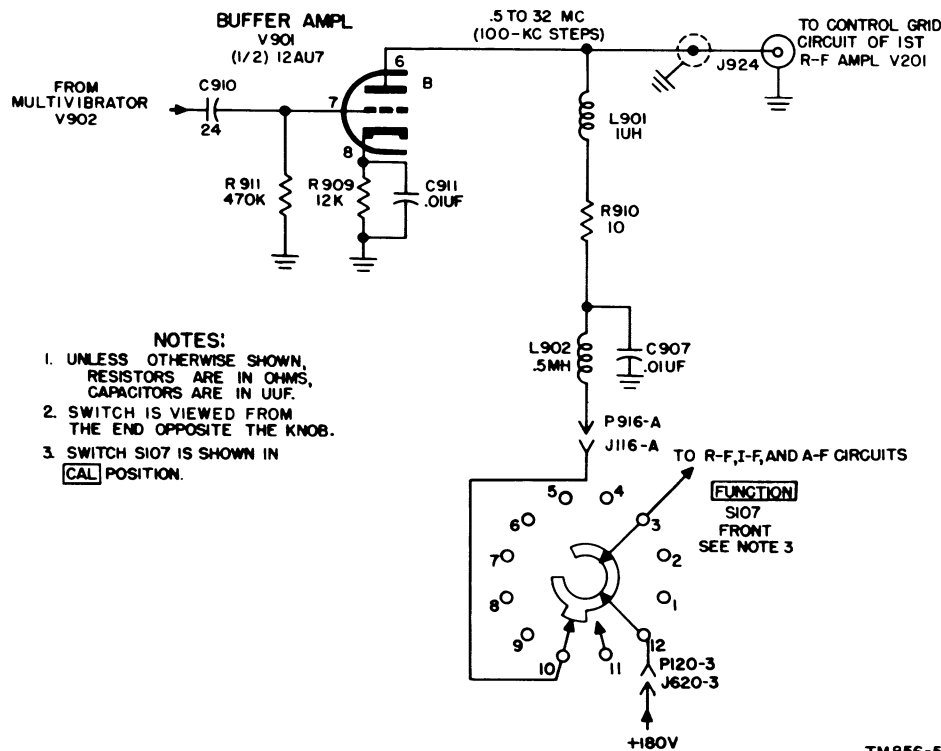 BUFFER AMPL
V901
(1/2) 12AU7
.5 TO 32 MC
(100-KC STEPS)
TO CONTROL GRID
CIRCUIT OF 1ST
R-F AMPL V201
J924
FROM
MULTIVIBRATOR
V902
C910
24
6
B
7
8
L901
1UH
R911
470K
R909
12K
C911
.01UF
R910
10
NOTES:
1. UNLESS OTHERWISE SHOWN,
RESISTORS ARE IN OHMS,
CAPACITORS ARE IN UUF.
2. SWITCH IS VIEWED FROM
THE END OPPOSITE THE KNOB.
3. SWITCH S107 IS SHOWN IN
CAL POSITION.
L902
.5MH
C907
.01UF
P916-A
J116-A
TO R-F, I-F, AND A-F CIRCUITS
FUNCTION
S107
FRONT
SEE NOTE 3
5
4
6
3
7
2
8
1
9
12
10
11
P120-3
J620-3
+180V